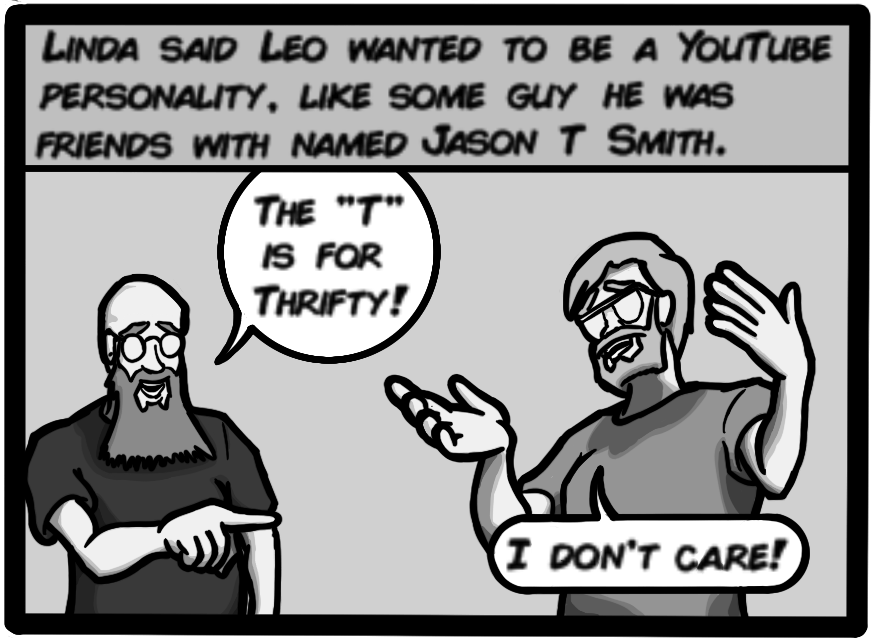 Linda said Leo wanted to be a YouTube
personality, like some guy he was
friends with named Jason T Smith.
The "T"
is for
Thrifty!
I don't care!